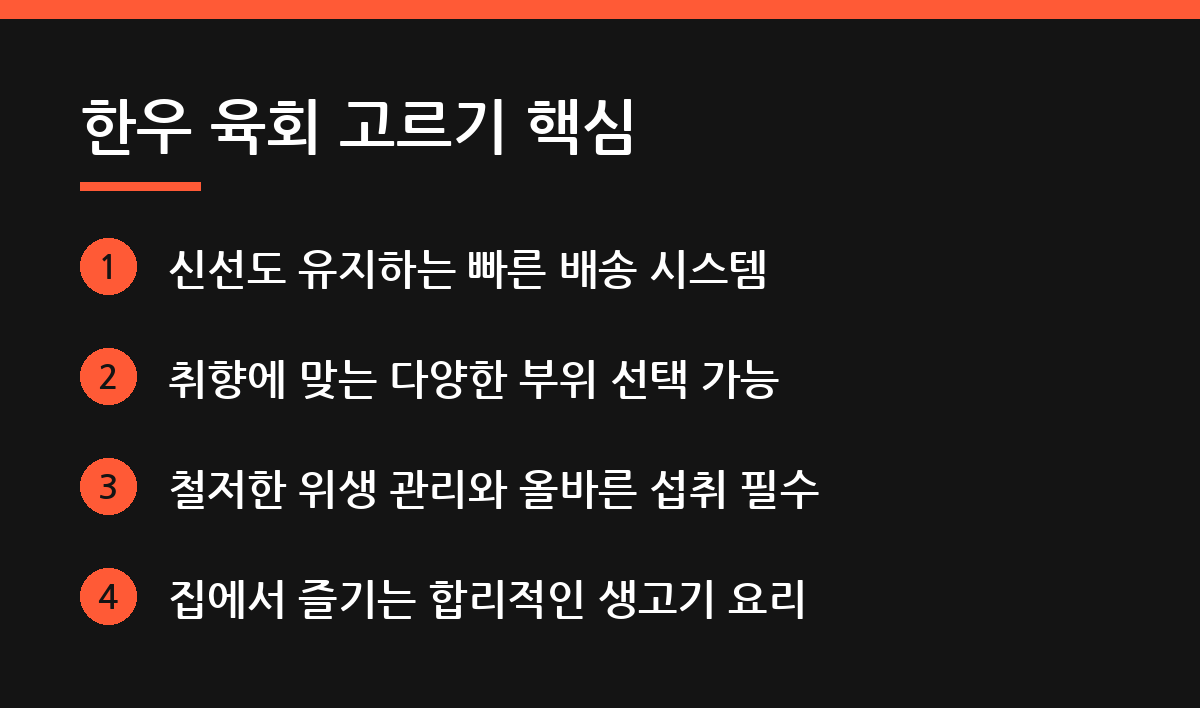 한우 육회 고르기 핵심
1 신선도 유지하는 빠른 배송 시스템
2 취향에 맞는 다양한 부위 선택 가능
3 철저한 위생 관리와 올바른 섭취 필수
4 집에서 즐기는 합리적인 생고기 요리